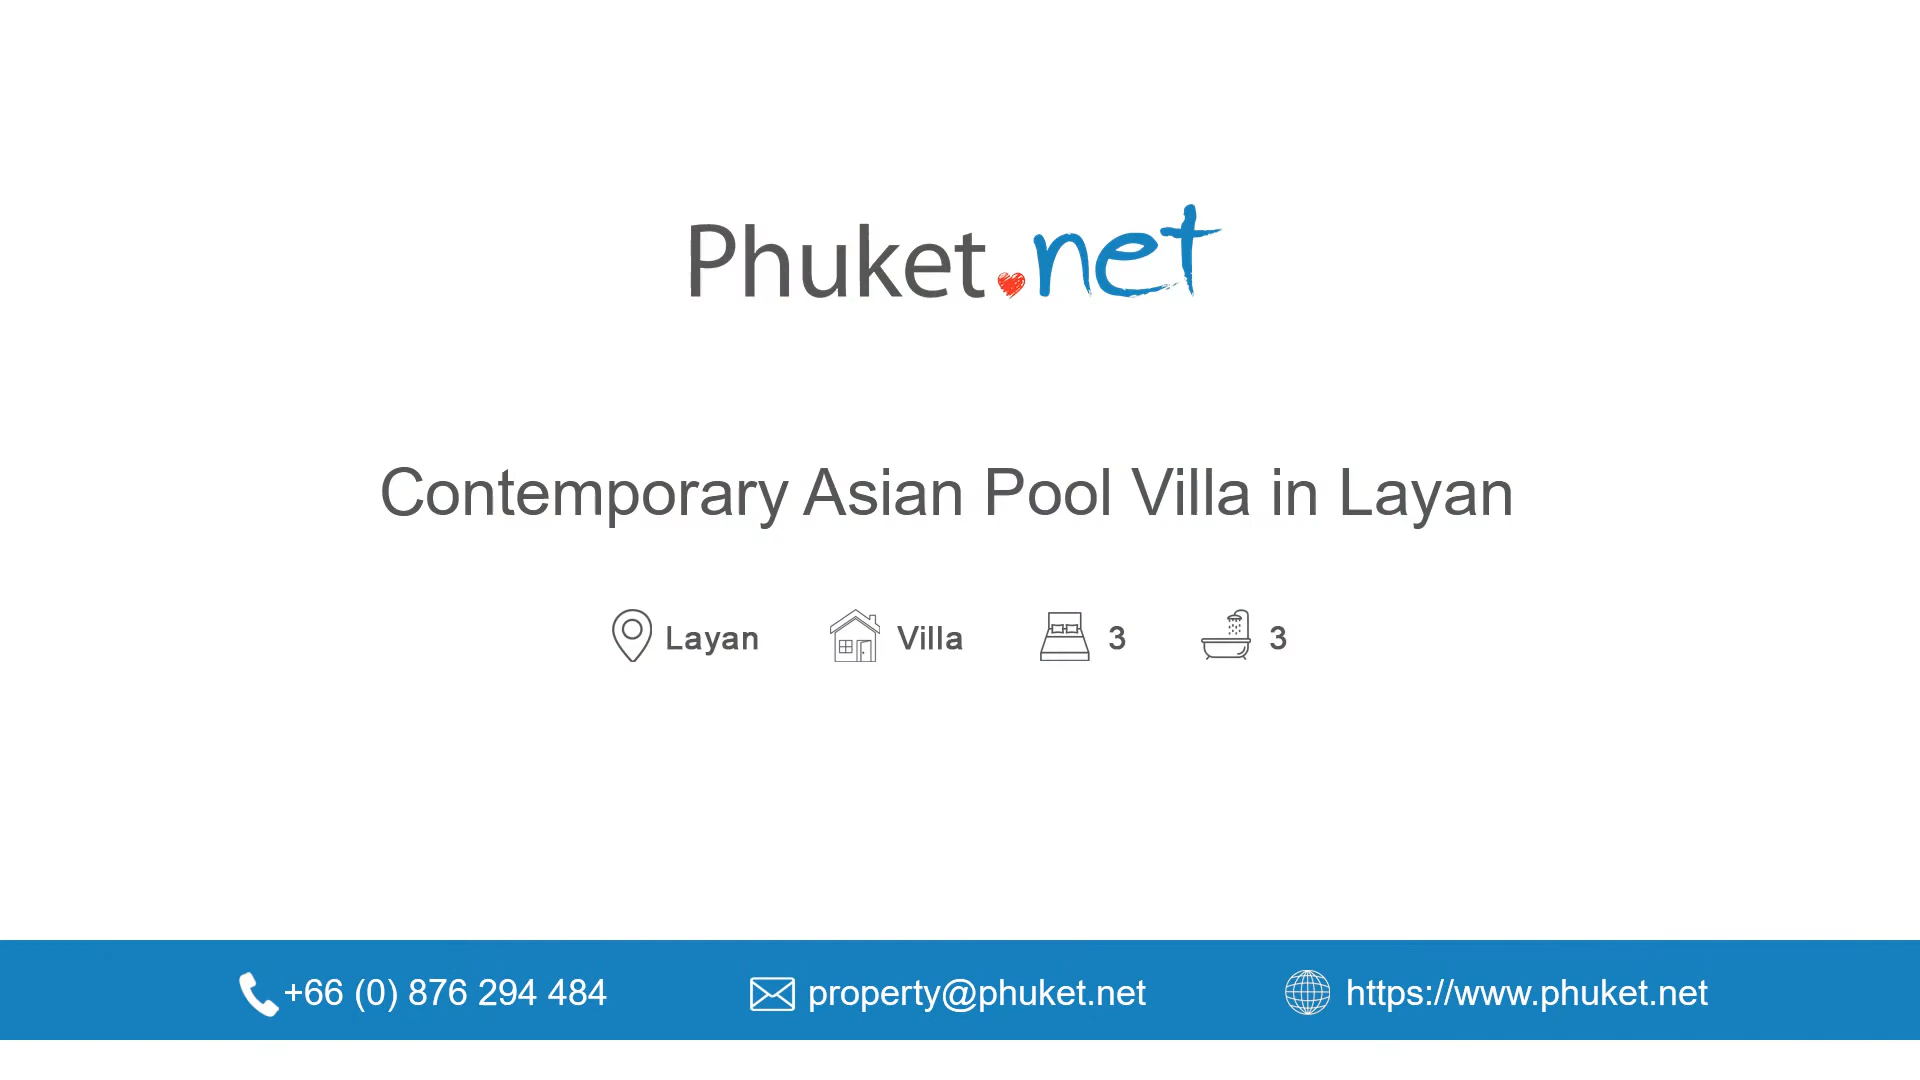 Phuket.net
Contemporary Asian Pool Villa in Layan
Layan Villa 3 3
+66 (0) 876 294 484 property@phuket.net https://www.phuket.net